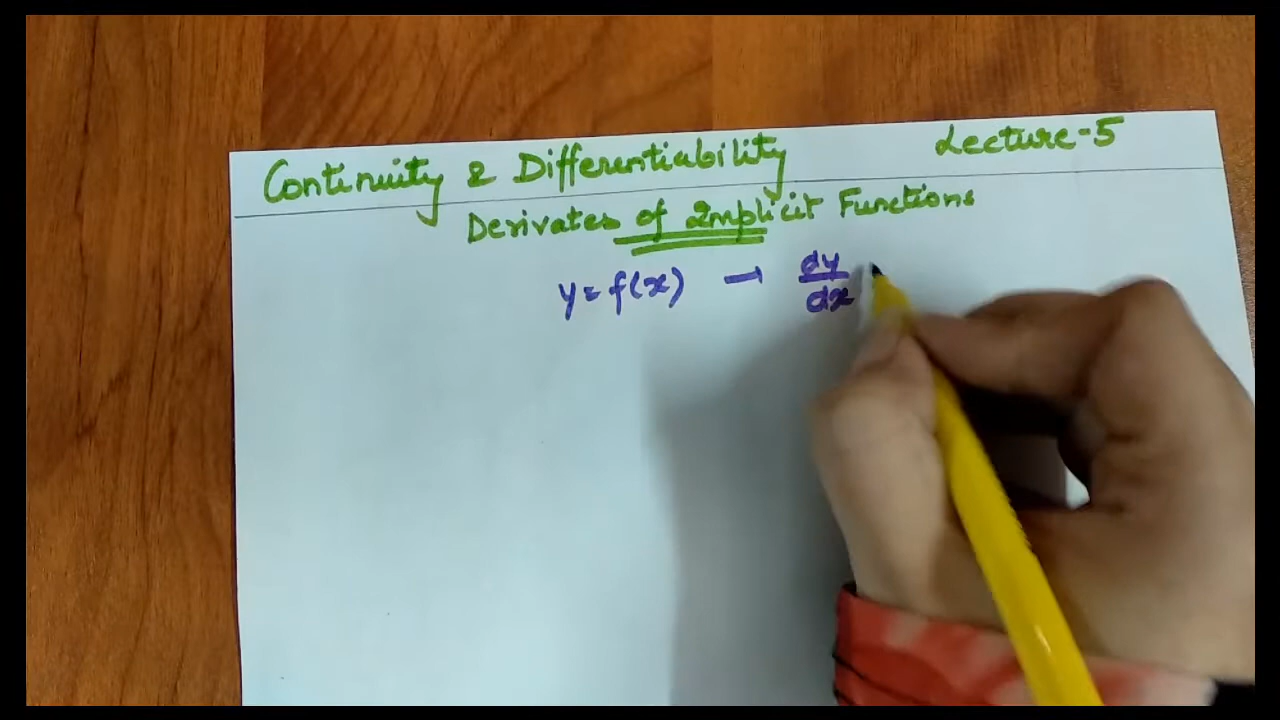 Continuity & Differentiability Lecture-5
Derivates of Implicit Functions
y = f(x) → dy/dx